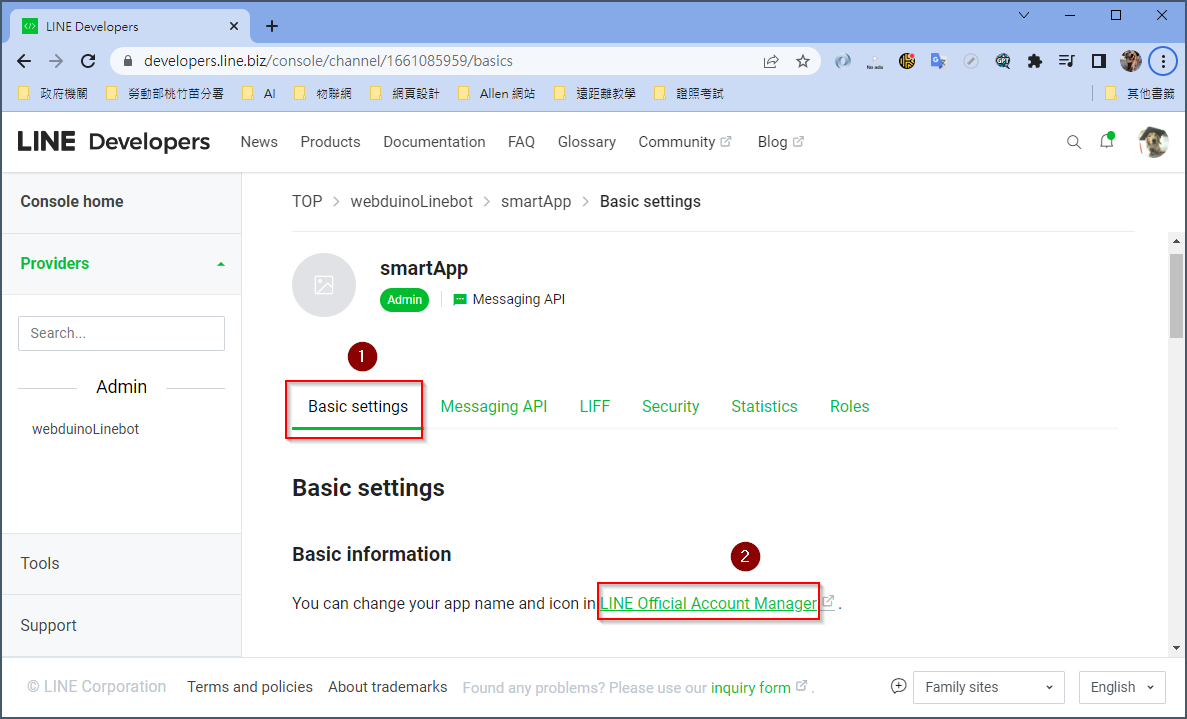 LINE Developers
developers.line.biz/console/channel/1661085959/basics
No ads
GPT
政府機關 勞動部桃竹苗分署 AI 物聯網 網頁設計 Allen 網站 遠距離教學 證照考試 其他書籤
LINE Developers News Products Documentation FAQ Glossary Community Blog
Console home
Providers
Search...
Admin
webduinoLinebot
Tools
Support
TOP > webduinoLinebot > smartApp > Basic settings
smartApp
Admin Messaging API
1
Basic settings Messaging API LIFF Security Statistics Roles
Basic settings
Basic information
2
You can change your app name and icon in LINE Official Account Manager .
© LINE Corporation Terms and policies About trademarks Found any problems? Please use our inquiry form . Family sites English